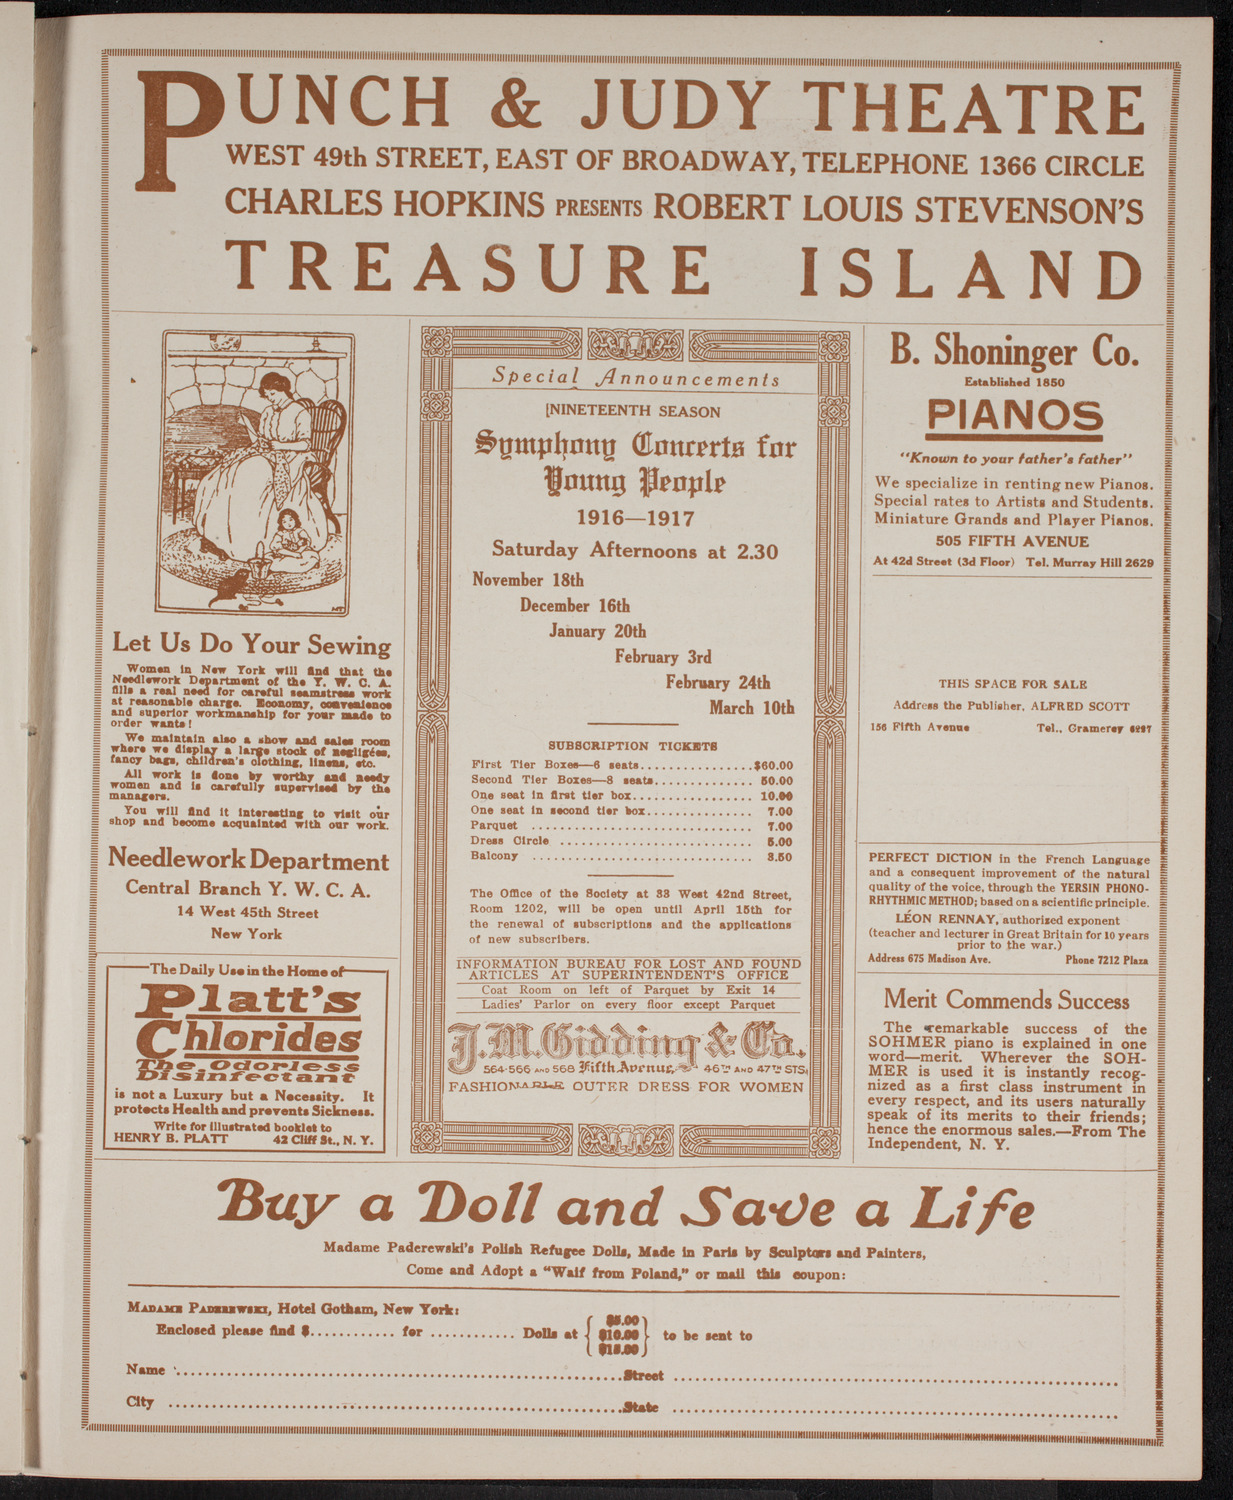 PUNCH & JUDY THEATRE
WEST 49th STREET, EAST OF BROADWAY, TELEPHONE 1366 CIRCLE
CHARLES HOPKINS PRESENTS ROBERT LOUIS STEVENSON'S
TREASURE ISLAND
Let Us Do Your Sewing
Women in New York will find that the
Needlework Department of the Y. W. C. A.
fills a real need for careful seamstress work
at reasonable charge. Economy, convenience
and superior workmanship for your made to
order wants!
We maintain also a show and sales room
where we display a large stock of negligées,
fancy bags, children's clothing, linens, etc.
All work is done by worthy and needy
women and is carefully supervised by the
managers.
You will find it interesting to visit our
shop and become acquainted with our work.
Needlework Department
Central Branch Y. W. C. A.
14 West 45th Street
New York
The Daily Use in the Home of
Platt's
Chlorides
The Odorless
Disinfectant
is not a Luxury but a Necessity. It
protects Health and prevents Sickness.
Write for illustrated booklet to
HENRY B. PLATT 42 Cliff St., N. Y.
Special Announcements
[NINETEENTH SEASON
Symphony Concerts for
Young People
1916—1917
Saturday Afternoons at 2.30
November 18th
December 16th
January 20th
February 3rd
February 24th
March 10th
SUBSCRIPTION TICKETS
First Tier Boxes—6 seats..................$60.00
Second Tier Boxes—8 seats............... 50.00
One seat in first tier box.................. 10.00
One seat in second tier box............... 7.00
Parquet .................................. 7.00
Dress Circle .............................. 5.00
Balcony .................................. 3.50
The Office of the Society at 33 West 42nd Street,
Room 1202, will be open until April 15th for
the renewal of subscriptions and the applications
of new subscribers.
INFORMATION BUREAU FOR LOST AND FOUND
ARTICLES AT SUPERINTENDENT'S OFFICE
Coat Room on left of Parquet by Exit 14
Ladies' Parlor on every floor except Parquet
J. M. Gidding & Co.
564-566 AND 568 Fifth Avenue, 46TH AND 47TH STS.
FASHIONABLE OUTER DRESS FOR WOMEN
B. Shoninger Co.
Established 1850
PIANOS
"Known to your father's father"
We specialize in renting new Pianos.
Special rates to Artists and Students.
Miniature Grands and Player Pianos.
505 FIFTH AVENUE
At 42d Street (3d Floor) Tel. Murray Hill 2629
THIS SPACE FOR SALE
Address the Publisher, ALFRED SCOTT
156 Fifth Avenue Tel., Gramercy
PERFECT DICTION in the French Language
and a consequent improvement of the natural
quality of the voice, through the YERSIN PHONO-
RHYTHMIC METHOD; based on a scientific principle.
LÉON RENNAY, authorized exponent
(teacher and lecturer in Great Britain for 10 years
prior to the war.)
Address 675 Madison Ave. Phone 7212 Plaza
Merit Commends Success
The remarkable success of the
SOHMER piano is explained in one
word—merit. Wherever the SOH-
MER is used it is instantly recog-
nized as a first class instrument in
every respect, and its users naturally
speak of its merits to their friends;
hence the enormous sales.—From The
Independent, N. Y.
Buy a Doll and Save a Life
Madame Paderewski's Polish Refugee Dolls, Made in Paris by Sculptors and Painters,
Come and Adopt a "Waif from Poland," or mail this coupon:
MADAME PADEREWSKI, Hotel Gotham, New York:
Enclosed please find $............ for ............ Dolls at { $5.00 $10.00 $15.00 } to be sent to
Name ........................................Street ........................................
City ........................................State ........................................